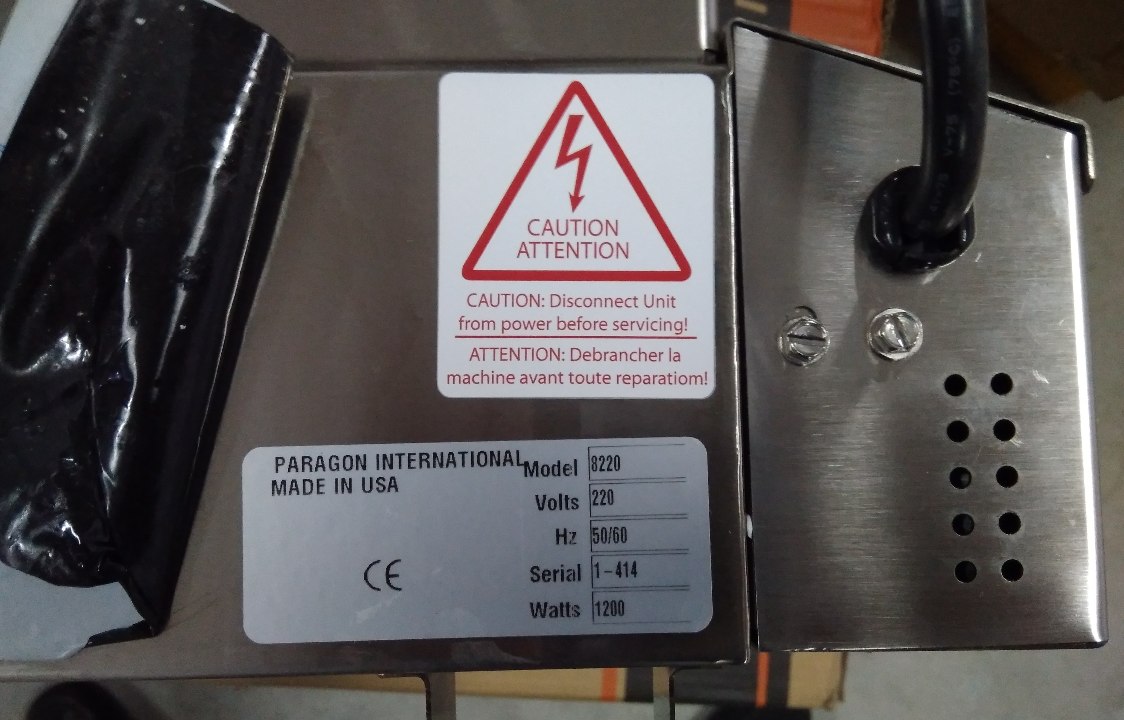 CAUTION
ATTENTION
CAUTION: Disconnect Unit
from power before servicing!
ATTENTION: Debrancher la
machine avant toute reparatiom!
PARAGON INTERNATIONAL
MADE IN USA
CE
Model 8220
Volts 220
Hz 50/60
Serial 1-414
Watts 1200